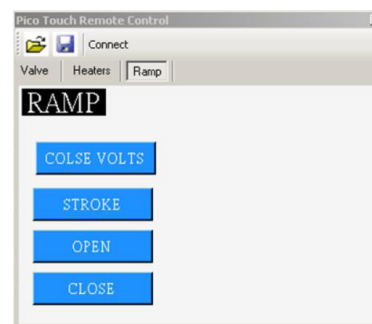 Pico Touch Remote Control
Connect
Valve Heaters Ramp
RAMP
COLSE VOLTS
STROKE
OPEN
CLOSE